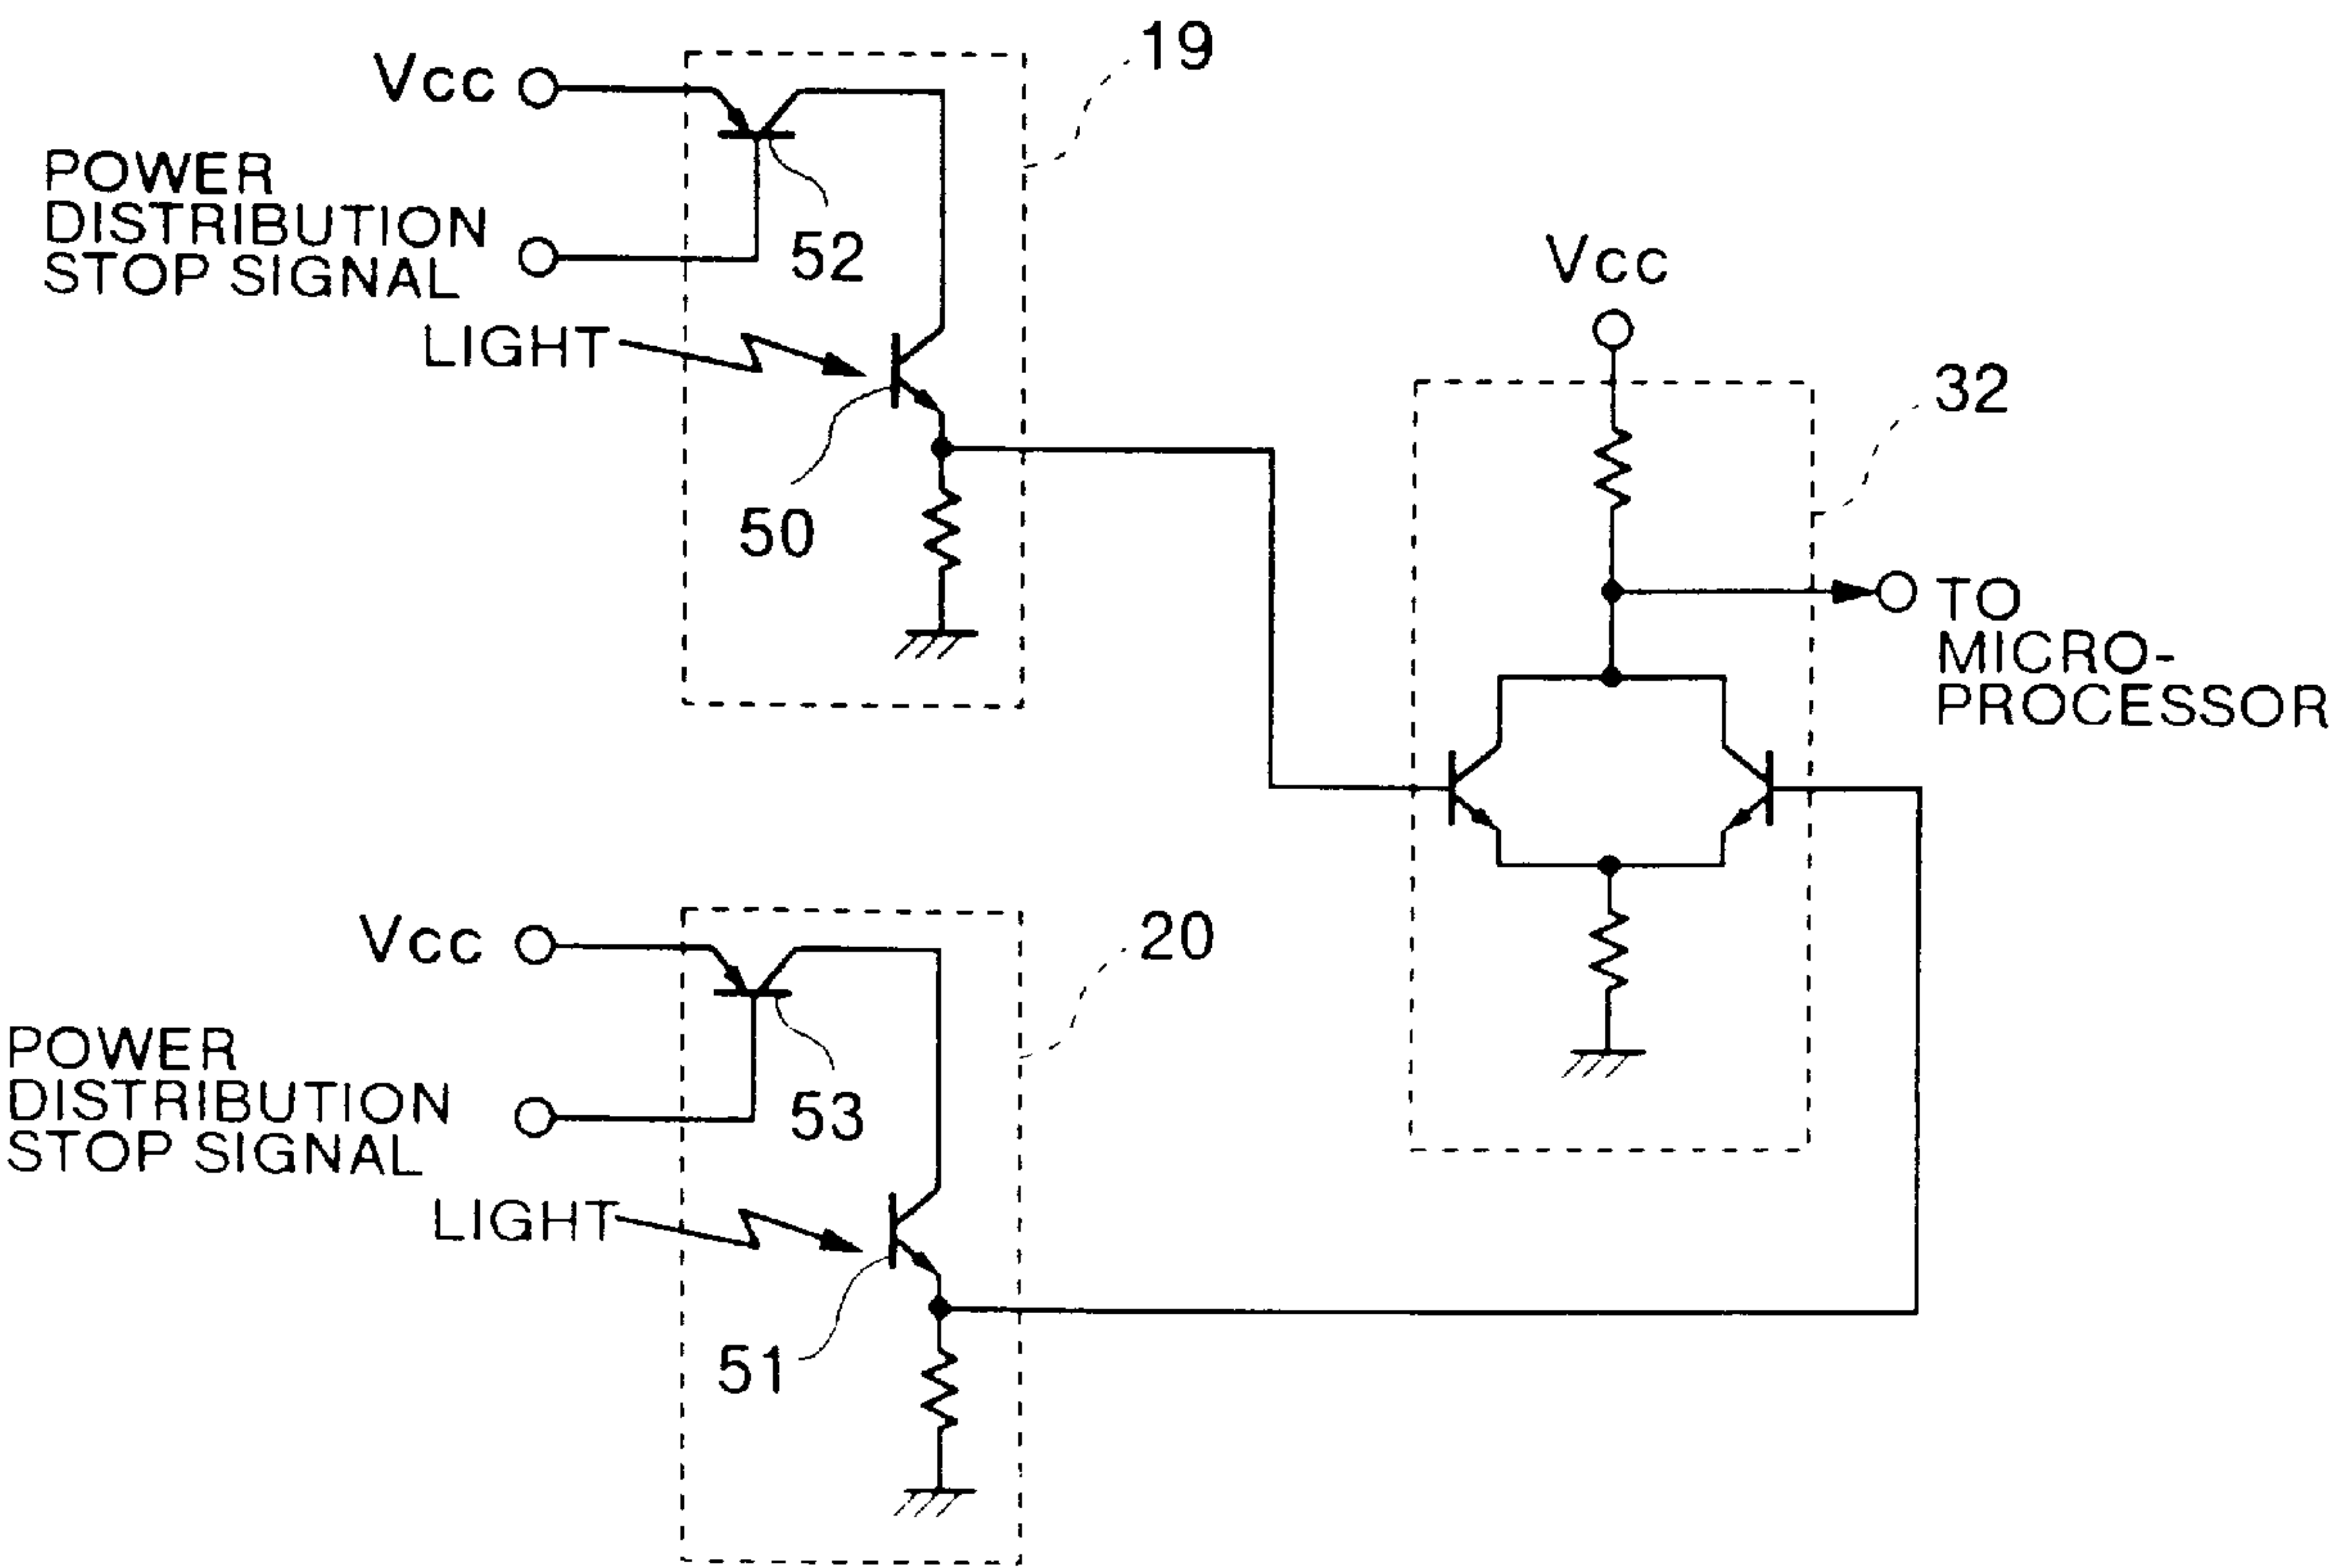 19
Vcc
POWER
DISTRIBUTION
STOP SIGNAL
52
LIGHT
50
Vcc
32
TO
MICRO-
PROCESSOR
20
Vcc
POWER
DISTRIBUTION
STOP SIGNAL
53
LIGHT
51